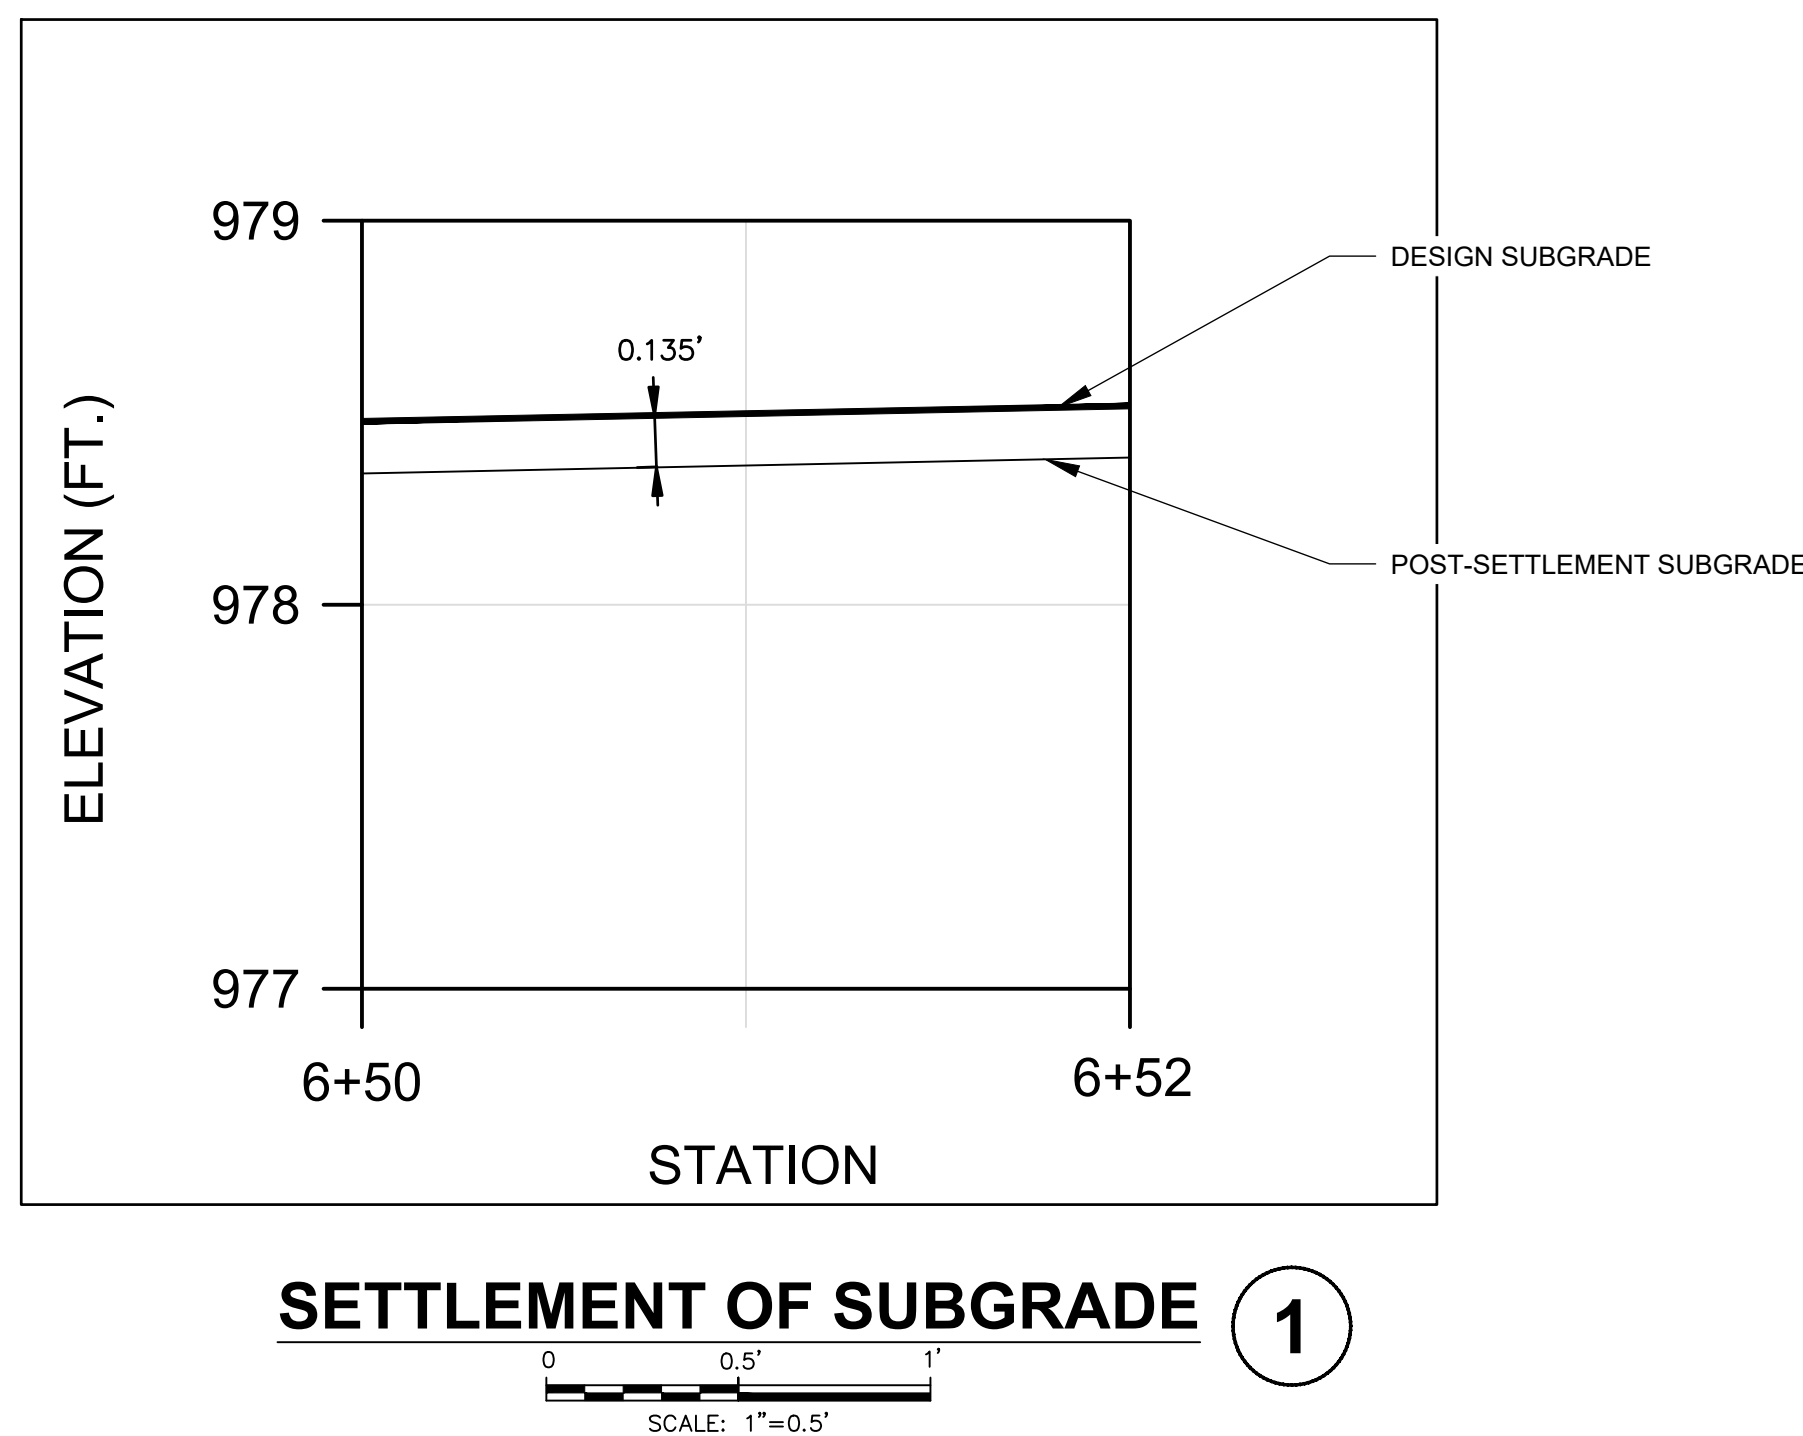 979
DESIGN SUBGRADE
0.135’
ELEVATION (FT.)
POST-SETTLEMENT SUBGRADE
978
977
6+50
6+52
STATION
SETTLEMENT OF SUBGRADE
1
0
0.5’
1’
SCALE: 1”=0.5’